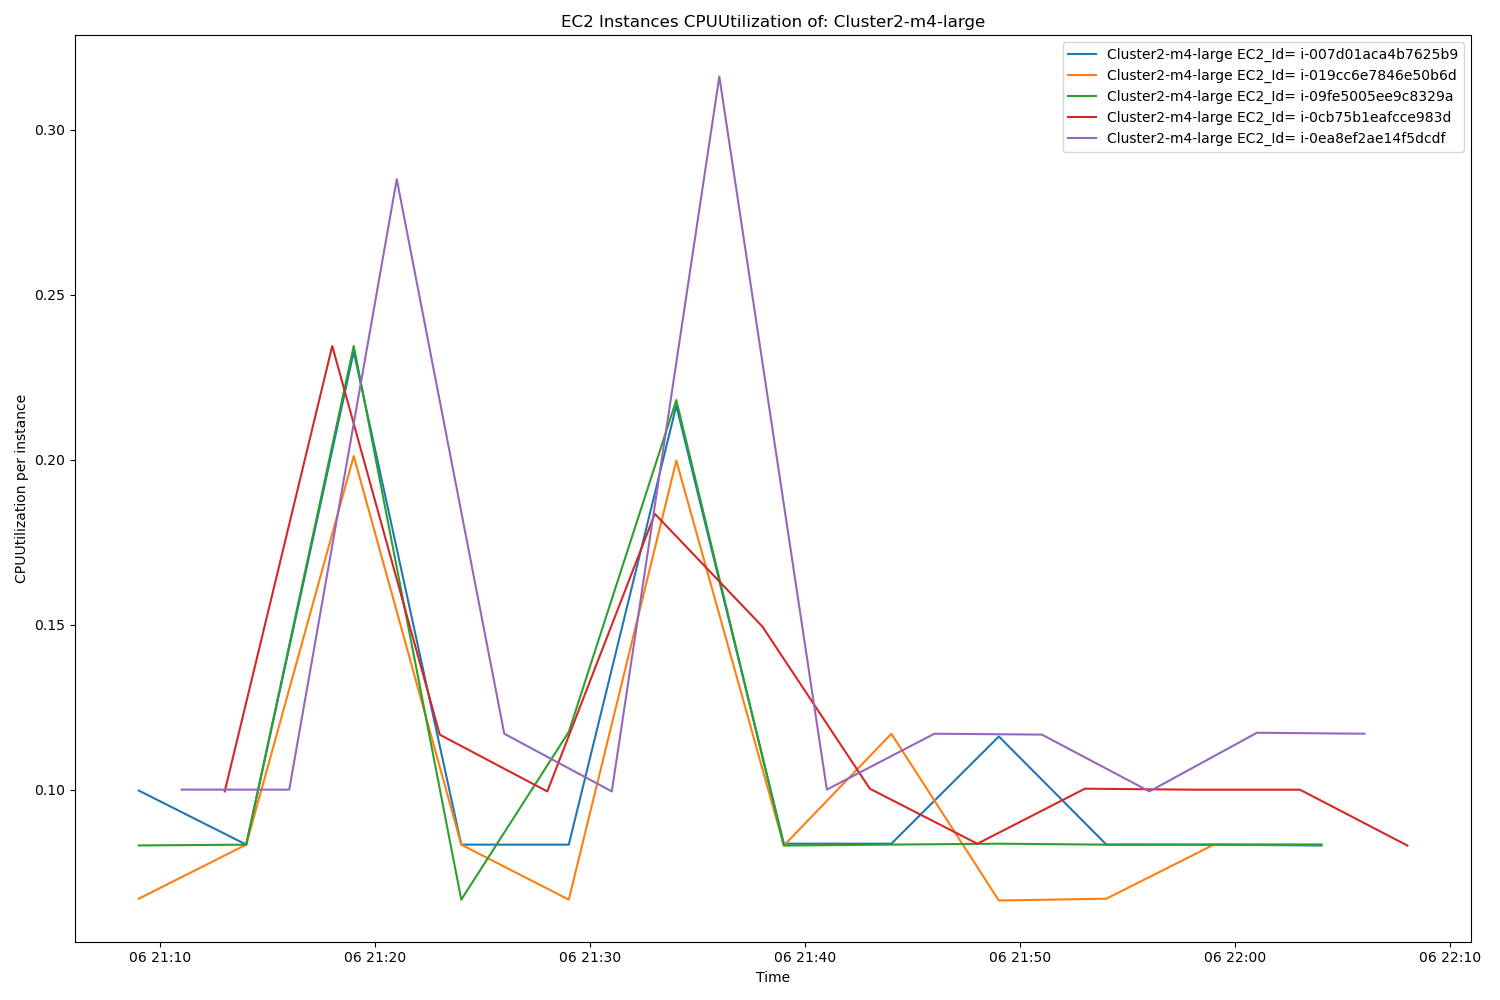 EC2 Instances CPUUtilization of: Cluster2-m4-large
Cluster2-m4-large EC2_Id= i-007d01aca4b7625b9
Cluster2-m4-large EC2_Id= i-019cc6e7846e50b6d
Cluster2-m4-large EC2_Id= i-09fe5005ee9c8329a
Cluster2-m4-large EC2_Id= i-0cb75b1eafcce983d
Cluster2-m4-large EC2_Id= i-0ea8ef2ae14f5dcdf
CPUUtilization per instance
0.30
0.25
0.20
0.15
0.10
06 21:10 06 21:20 06 21:30 06 21:40 06 21:50 06 22:00 06 22:10
Time